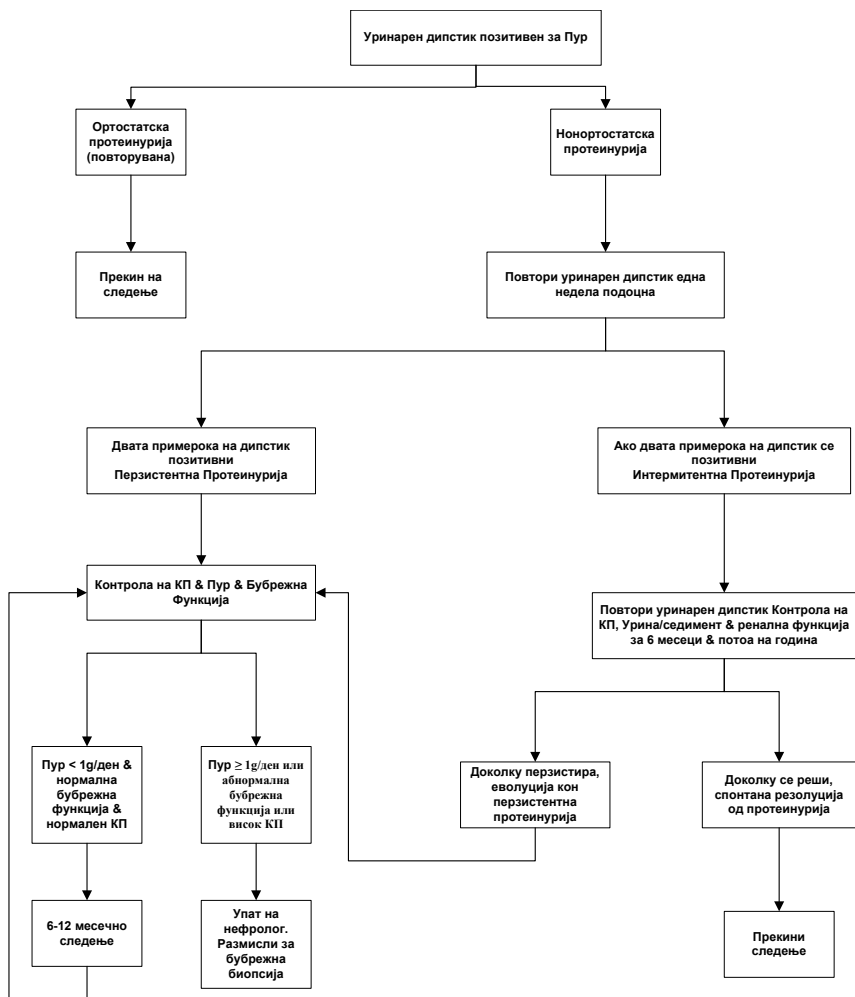 Уринарен дипстик позитивен за Пур
Ортостатска
протеинурија
(повторувана)
Нонортостатска
протеинурија
Прекин на
следење
Повтори уринарен дипстик една
недела подоцна
Двата примерока на дипстик
позитивни
Перзистентна Протеинурија
Ако двата примерока на дипстик се
позитивни
Интермитентна Протеинурија
Контрола на КП & Пур & Бубрежна
Функција
Повтори уринарен дипстик Контрола на
КП, Урина/седимент & ренална функција
за 6 месеци & потоа на година
Пур < 1g/ден &
нормална
бубрежна
функција &
нормален КП
Пур ≥ 1g/ден или
абнормална
бубрежна
функција или
висок КП
Доколку перзистира,
еволуција кон
перзистентна
протеинурија
Доколку се реши,
спонтана резолуција
од протеинурија
6-12 месечно
следење
Упат на
нефролог.
Размисли за
бубрежна
биопсија
Прекини
следење